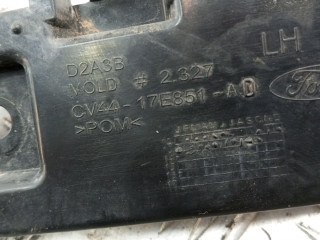 LH
D2ASB
MOLD # 2.327
Ford
CV44-17E851-AD
>POM<